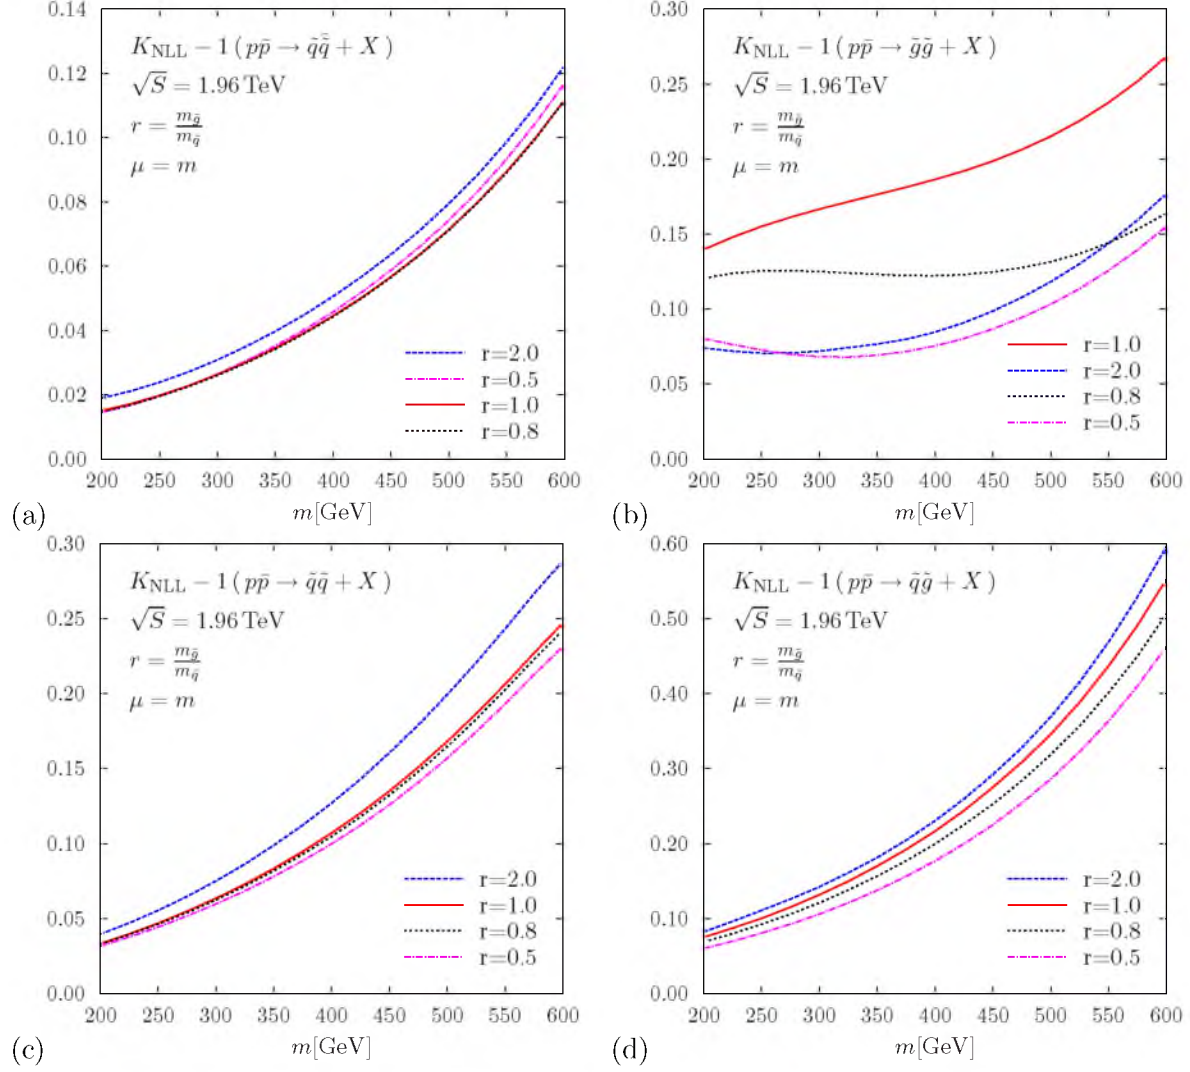 0.14
0.12
0.10
0.08
0.06
0.04
0.02
0.00
K_NLL − 1 ( pp̄ → q̃q̃̄ + X )
√S = 1.96 TeV
r = m_g̃ / m_q̃
μ = m
r=2.0
r=0.5
r=1.0
r=0.8
200 250 300 350 400 450 500 550 600
m[GeV]
(a)
0.30
0.25
0.20
0.15
0.10
0.05
0.00
K_NLL − 1 ( pp̄ → g̃g̃ + X )
√S = 1.96 TeV
r = m_g̃ / m_q̃
μ = m
r=1.0
r=2.0
r=0.8
r=0.5
200 250 300 350 400 450 500 550 600
m[GeV]
(b)
0.30
0.25
0.20
0.15
0.10
0.05
0.00
K_NLL − 1 ( pp̄ → q̃q̃ + X )
√S = 1.96 TeV
r = m_g̃ / m_q̃
μ = m
r=2.0
r=1.0
r=0.8
r=0.5
200 250 300 350 400 450 500 550 600
m[GeV]
(c)
0.60
0.50
0.40
0.30
0.20
0.10
0.00
K_NLL − 1 ( pp̄ → q̃g̃ + X )
√S = 1.96 TeV
r = m_g̃ / m_q̃
μ = m
r=2.0
r=1.0
r=0.8
r=0.5
200 250 300 350 400 450 500 550 600
m[GeV]
(d)